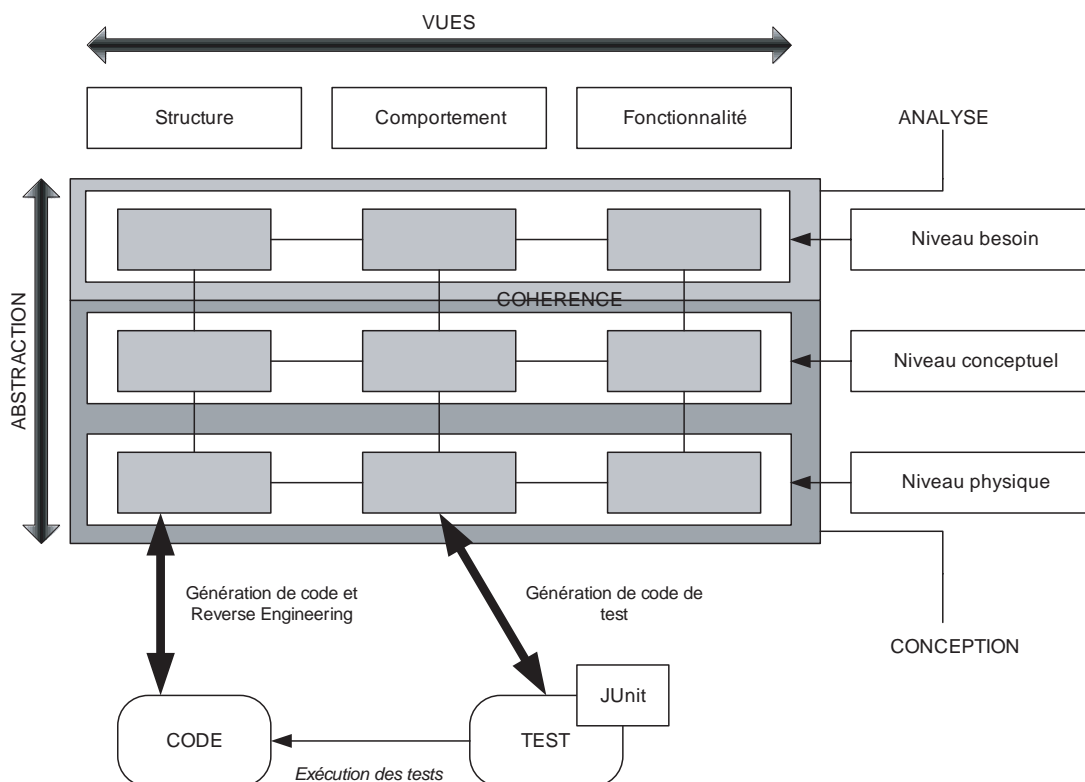 VUES
Structure
Comportement
Fonctionnalité
ANALYSE
ABSTRACTION
Niveau besoin
COHERENCE
Niveau conceptuel
Niveau physique
Génération de code et
Reverse Engineering
Génération de code de
test
CONCEPTION
JUnit
CODE
TEST
Exécution des tests